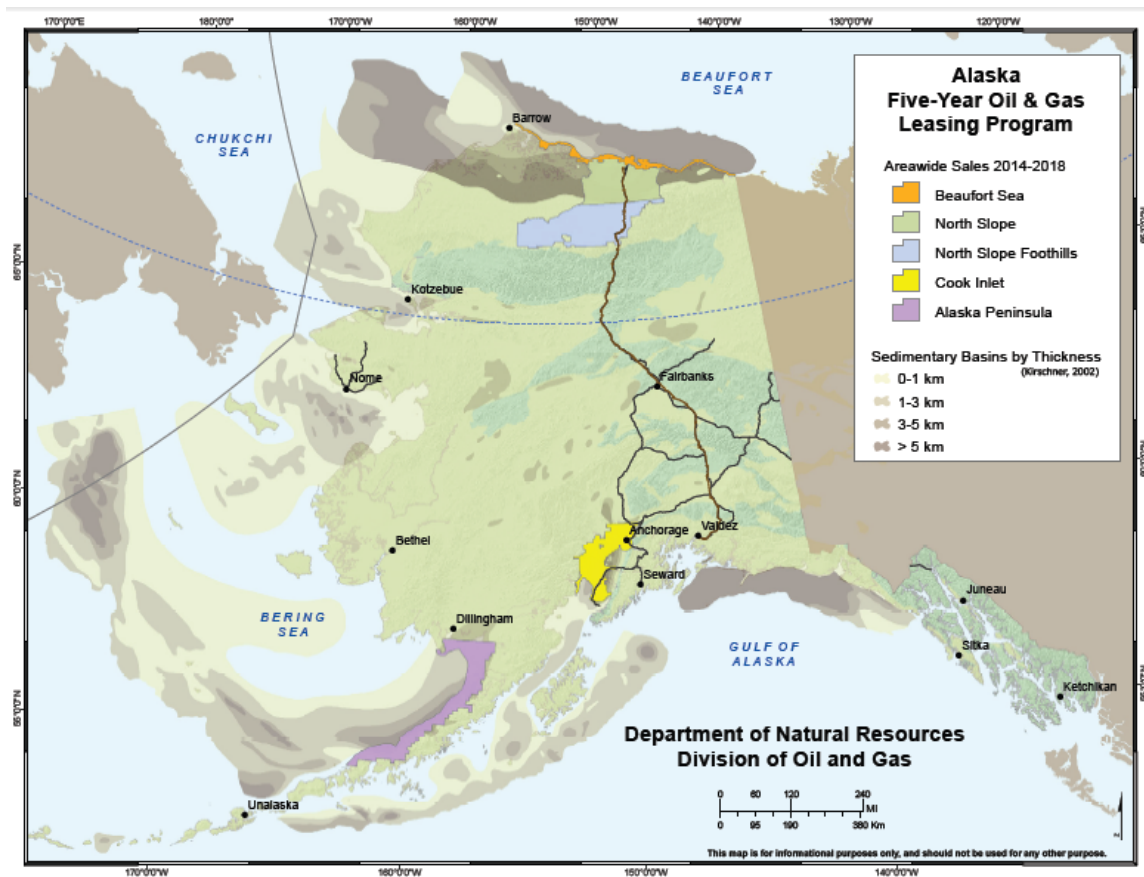 170°0'0"E
180°0'0"
170°0'0"W
160°0'0"W
150°0'0"W
140°0'0"W
130°0'0"W
120°0'0"W
BEAUFORT
SEA
CHUKCHI
SEA
Barrow
Kotzebue
Nome
Fairbanks
Bethel
Anchorage
Valdez
Seward
Dillingham
BERING
SEA
GULF OF
ALASKA
Juneau
Sitka
Ketchikan
Unalaska
65°0'0"N
60°0'0"N
55°0'0"N
Alaska
Five-Year Oil & Gas
Leasing Program
Areawide Sales 2014-2018
Beaufort Sea
North Slope
North Slope Foothills
Cook Inlet
Alaska Peninsula
Sedimentary Basins by Thickness
(Kirschner, 2002)
0-1 km
1-3 km
3-5 km
> 5 km
Department of Natural Resources
Division of Oil and Gas
0 60 120 240
MI
0 95 190 380 Km
N
This map is for informational purposes only, and should not be used for any other purpose.
170°0'0"W
160°0'0"W
150°0'0"W
140°0'0"W